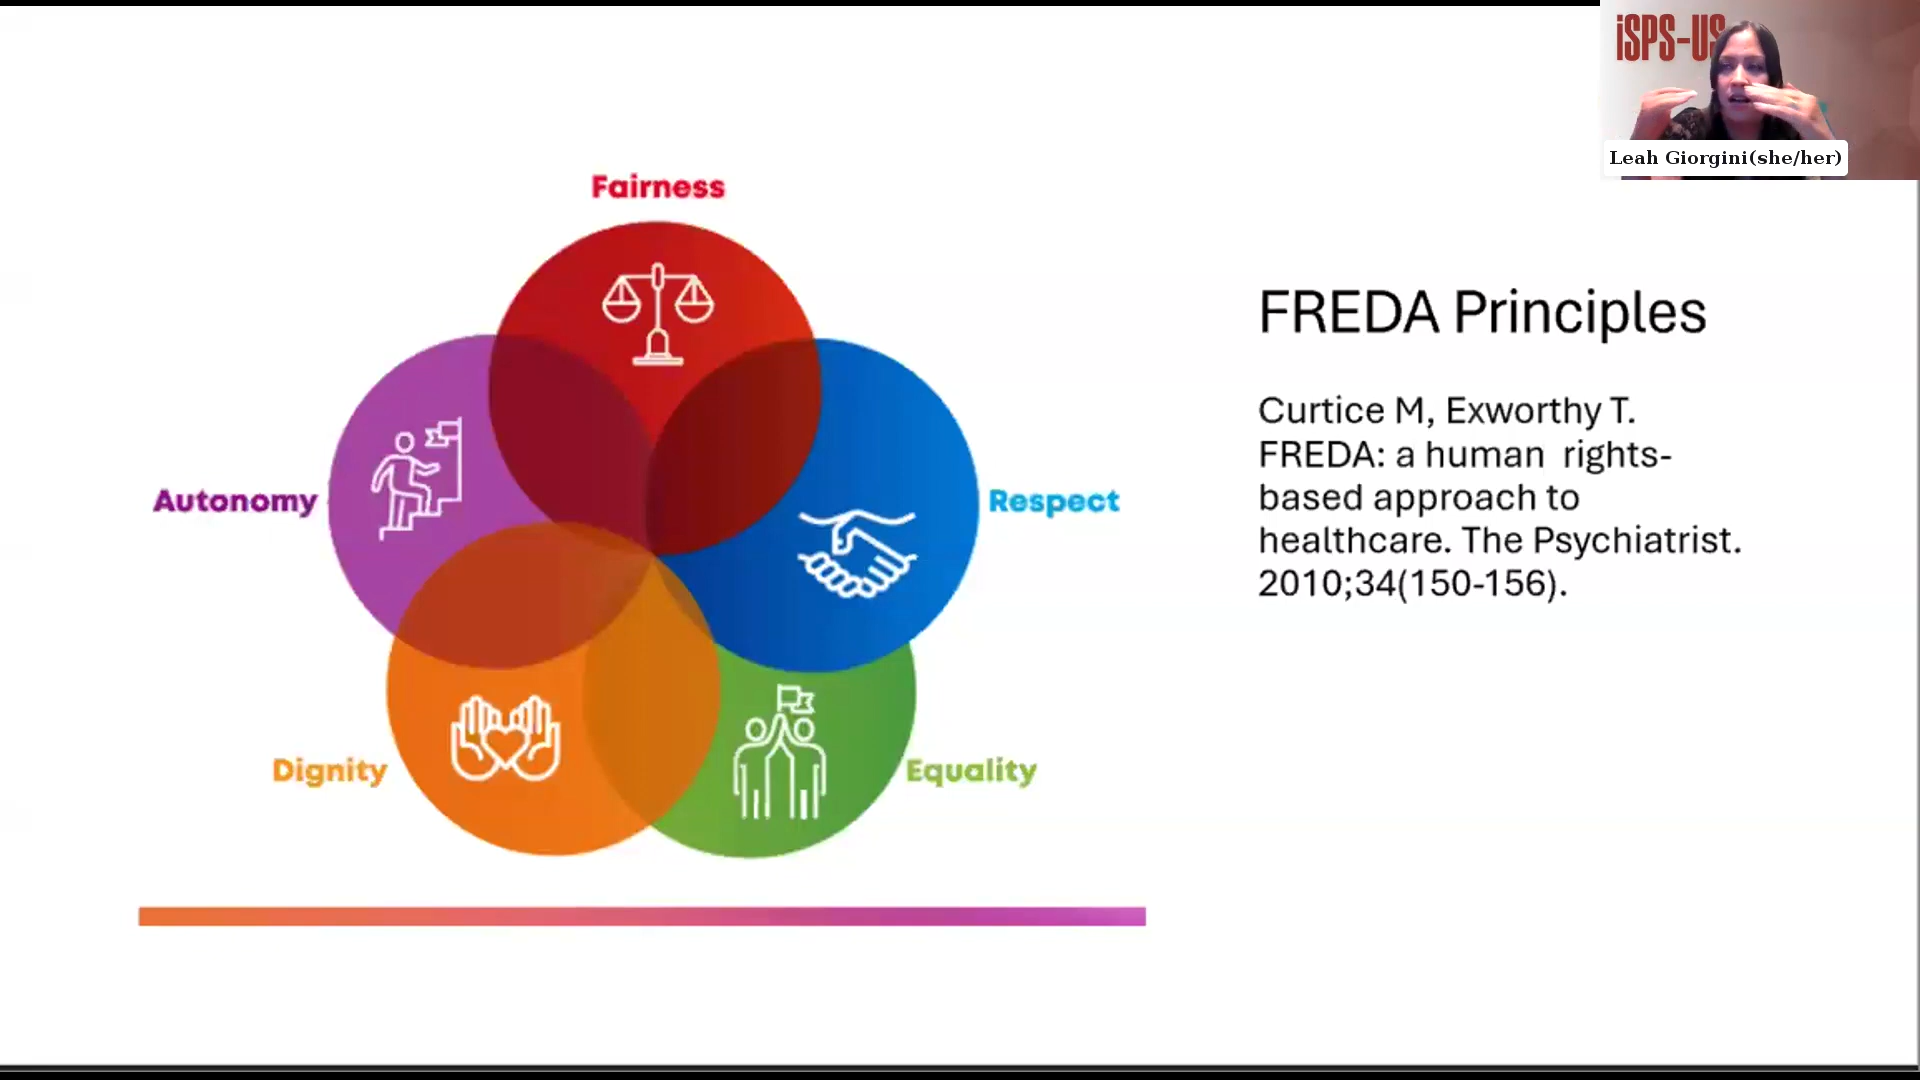 iSPS-US
Leah Giorgini(she/her)
Fairness
Autonomy
Respect
Dignity
Equality
FREDA Principles
Curtice M, Exworthy T.
FREDA: a human  rights-
based approach to
healthcare. The Psychiatrist.
2010;34(150-156).